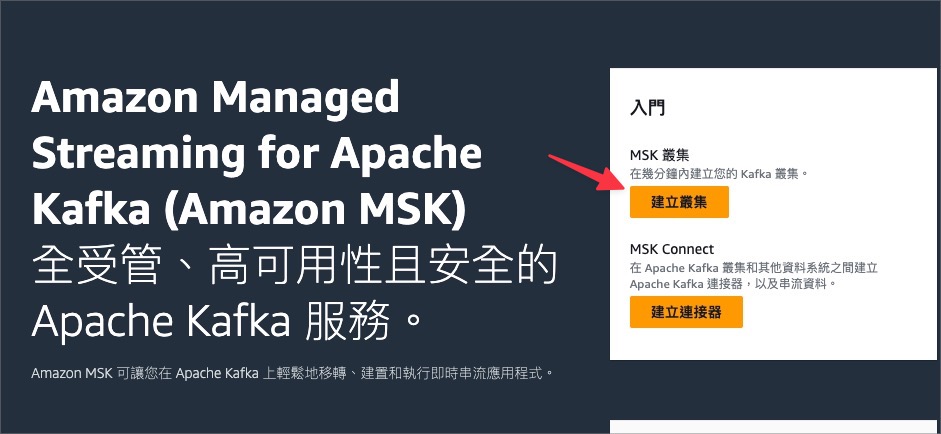 Amazon Managed
Streaming for Apache
Kafka (Amazon MSK)
全受管、高可用性且安全的
Apache Kafka 服務。
Amazon MSK 可讓您在 Apache Kafka 上輕鬆地移轉、建置和執行即時串流應用程式。
入門
MSK 叢集
在幾分鐘內建立您的 Kafka 叢集。
建立叢集
MSK Connect
在 Apache Kafka 叢集和其他資料系統之間建立
Apache Kafka 連接器，以及串流資料。
建立連接器